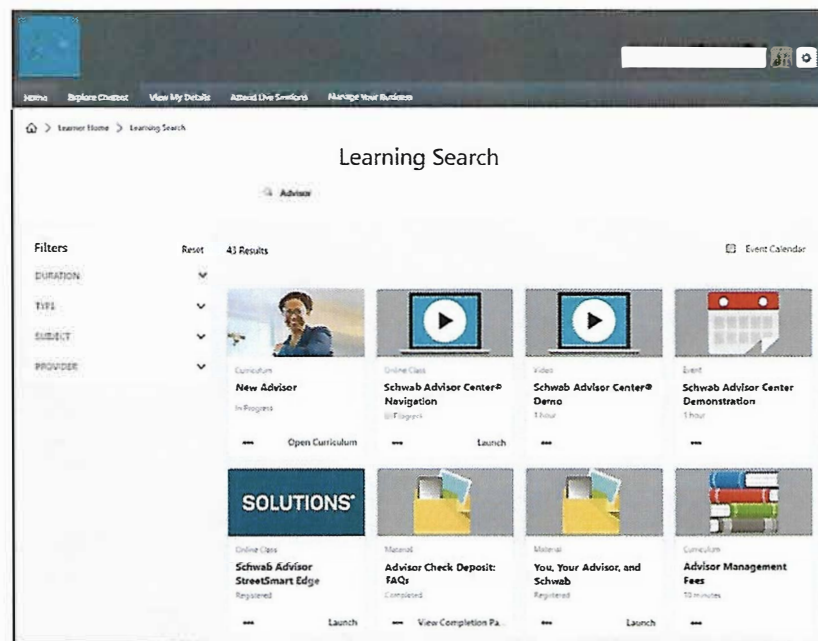 Home Explore Content View My Details Attend Live Sessions Manage Your Business
Learner Home > Learning Search
Learning Search
Advisor
Filters Reset 43 Results Event Calendar
DURATION
TYPE
SUBJECT
PROVIDER
Curriculum
New Advisor
In Progress
Open Curriculum
Online Class
Schwab Advisor Center®
Navigation
In Progress
Launch
Video
Schwab Advisor Center®
Demo
1 hour
Event
Schwab Advisor Center
Demonstration
1 hour
SOLUTIONS
Online Class
Schwab Advisor
StreetSmart Edge
Registered
Launch
Material
Advisor Check Deposit:
FAQs
Completed
View Completion Pa...
Material
You, Your Advisor, and
Schwab
Registered
Launch
Curriculum
Advisor Management
Fees
10 minutes